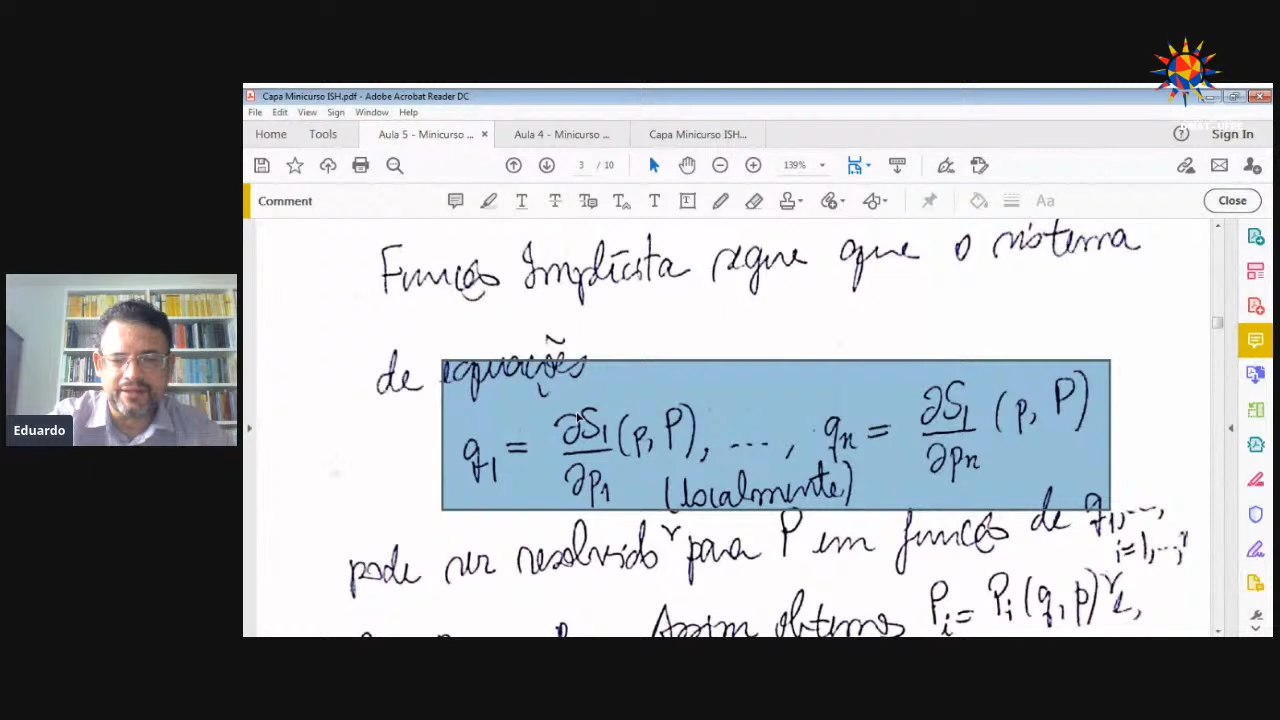 Capa Minicurso ISH.pdf - Adobe Acrobat Reader DC
File Edit View Sign Window Help
Home Tools Aula 5 - Minicurso ... × Aula 4 - Minicurso ... Capa Minicurso ISH... Sign In
3 / 10 139%
Comment Close
Função Implícita segue que o sistema
de equações
q₁ = ∂S₁/∂p₁ (p, P), ..., qₙ = ∂S₁/∂pₙ (p, P)
(localmente)
pode ser resolvido para P em função de q₁, ...,
i=1,...,
Assim obtemos Pᵢ = Pᵢ(q, p)
Eduardo